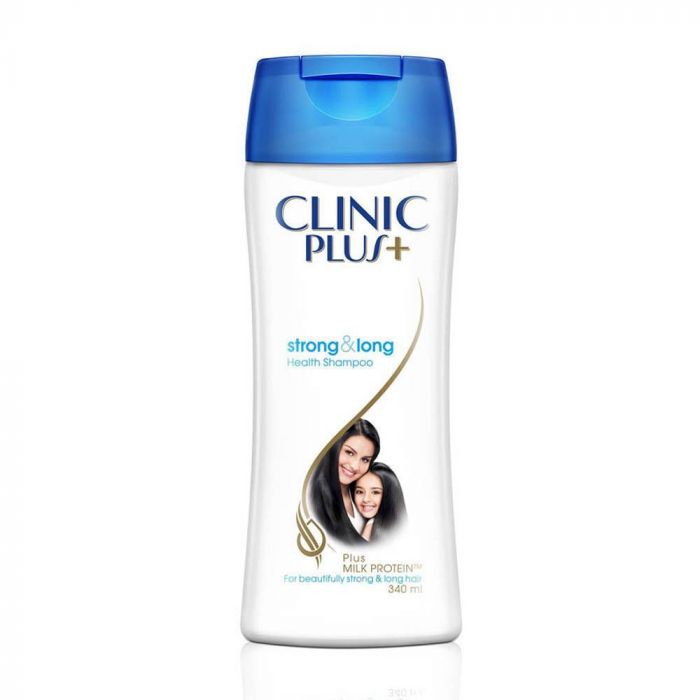 CLINIC
PLUS+
strong&long
Health Shampoo
Plus
MILK PROTEIN™
For beautifully strong & long hair
340 ml